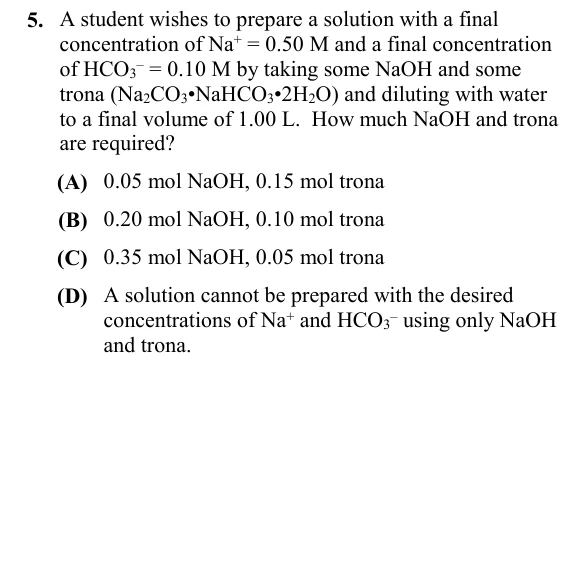 5. A student wishes to prepare a solution with a final
concentration of Na⁺ = 0.50 M and a final concentration
of HCO₃⁻ = 0.10 M by taking some NaOH and some
trona (Na₂CO₃•NaHCO₃•2H₂O) and diluting with water
to a final volume of 1.00 L. How much NaOH and trona
are required?
(A) 0.05 mol NaOH, 0.15 mol trona
(B) 0.20 mol NaOH, 0.10 mol trona
(C) 0.35 mol NaOH, 0.05 mol trona
(D) A solution cannot be prepared with the desired
concentrations of Na⁺ and HCO₃⁻ using only NaOH
and trona.